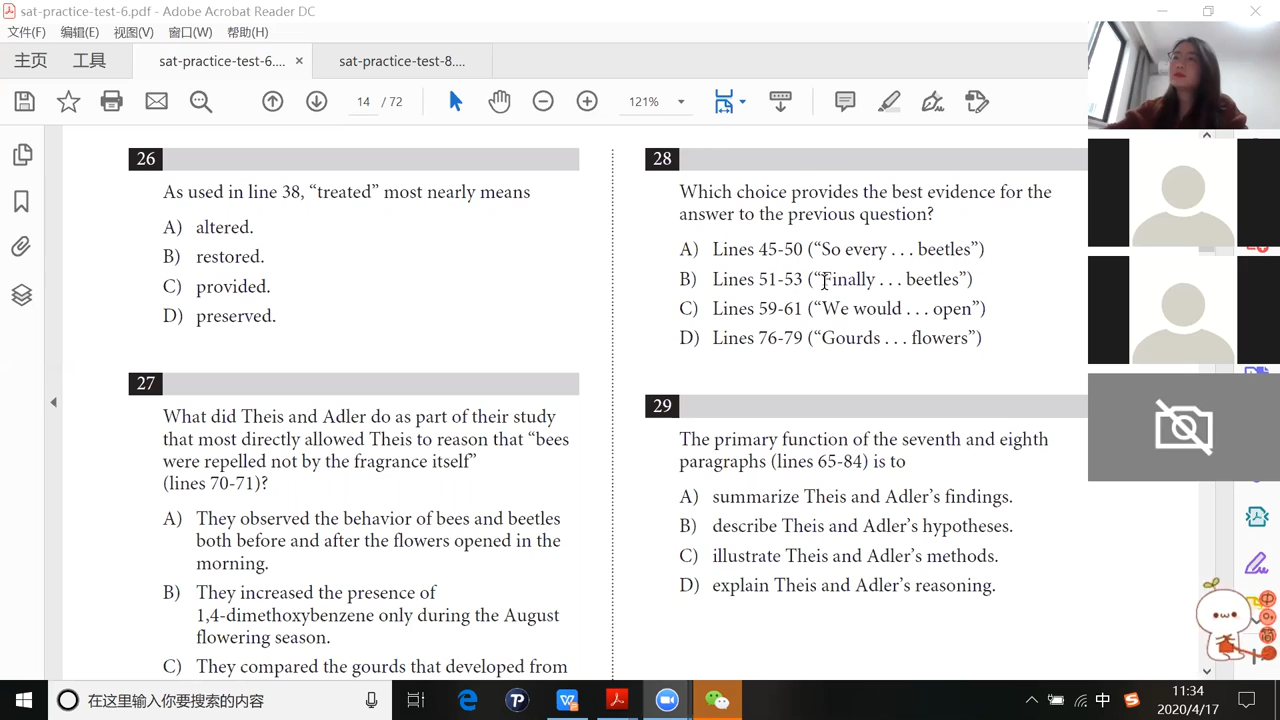 sat-practice-test-6.pdf - Adobe Acrobat Reader DC
文件(F) 编辑(E) 视图(V) 窗口(W) 帮助(H)
主页 工具 sat-practice-test-6.... × sat-practice-test-8....
14 / 72 121%
26
As used in line 38, “treated” most nearly means
A) altered.
B) restored.
C) provided.
D) preserved.
27
What did Theis and Adler do as part of their study
that most directly allowed Theis to reason that “bees
were repelled not by the fragrance itself”
(lines 70-71)?
A) They observed the behavior of bees and beetles
both before and after the flowers opened in the
morning.
B) They increased the presence of
1,4-dimethoxybenzene only during the August
flowering season.
C) They compared the gourds that developed from
28
Which choice provides the best evidence for the
answer to the previous question?
A) Lines 45-50 (“So every . . . beetles”)
B) Lines 51-53 (“Finally . . . beetles”)
C) Lines 59-61 (“We would . . . open”)
D) Lines 76-79 (“Gourds . . . flowers”)
29
The primary function of the seventh and eighth
paragraphs (lines 65-84) is to
A) summarize Theis and Adler’s findings.
B) describe Theis and Adler’s hypotheses.
C) illustrate Theis and Adler’s methods.
D) explain Theis and Adler’s reasoning.
中
简
在这里输入你要搜索的内容
中
11:34
2020/4/17